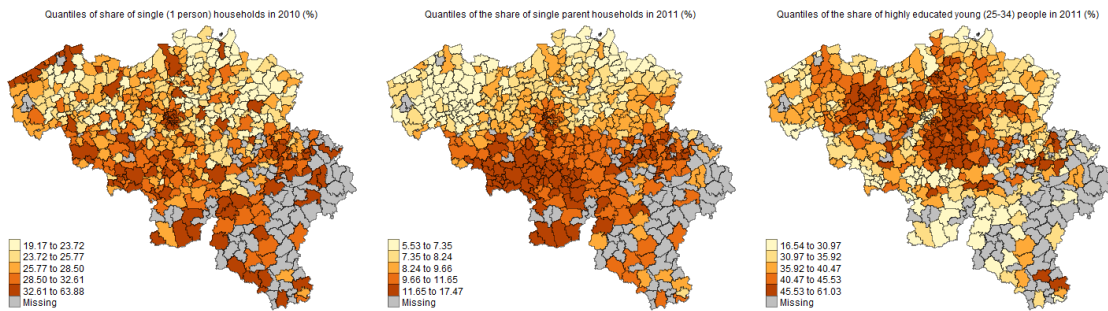 Quantiles of share of single (1 person) households in 2010 (%)
19.17 to 23.72
23.72 to 25.77
25.77 to 28.50
28.50 to 32.61
32.61 to 63.88
Missing
Quantiles of the share of single parent households in 2011 (%)
5.53 to 7.35
7.35 to 8.24
8.24 to 9.66
9.66 to 11.65
11.65 to 17.47
Missing
Quantiles of the share of highly educated young (25-34) people in 2011 (%)
16.54 to 30.97
30.97 to 35.92
35.92 to 40.47
40.47 to 45.53
45.53 to 61.03
Missing